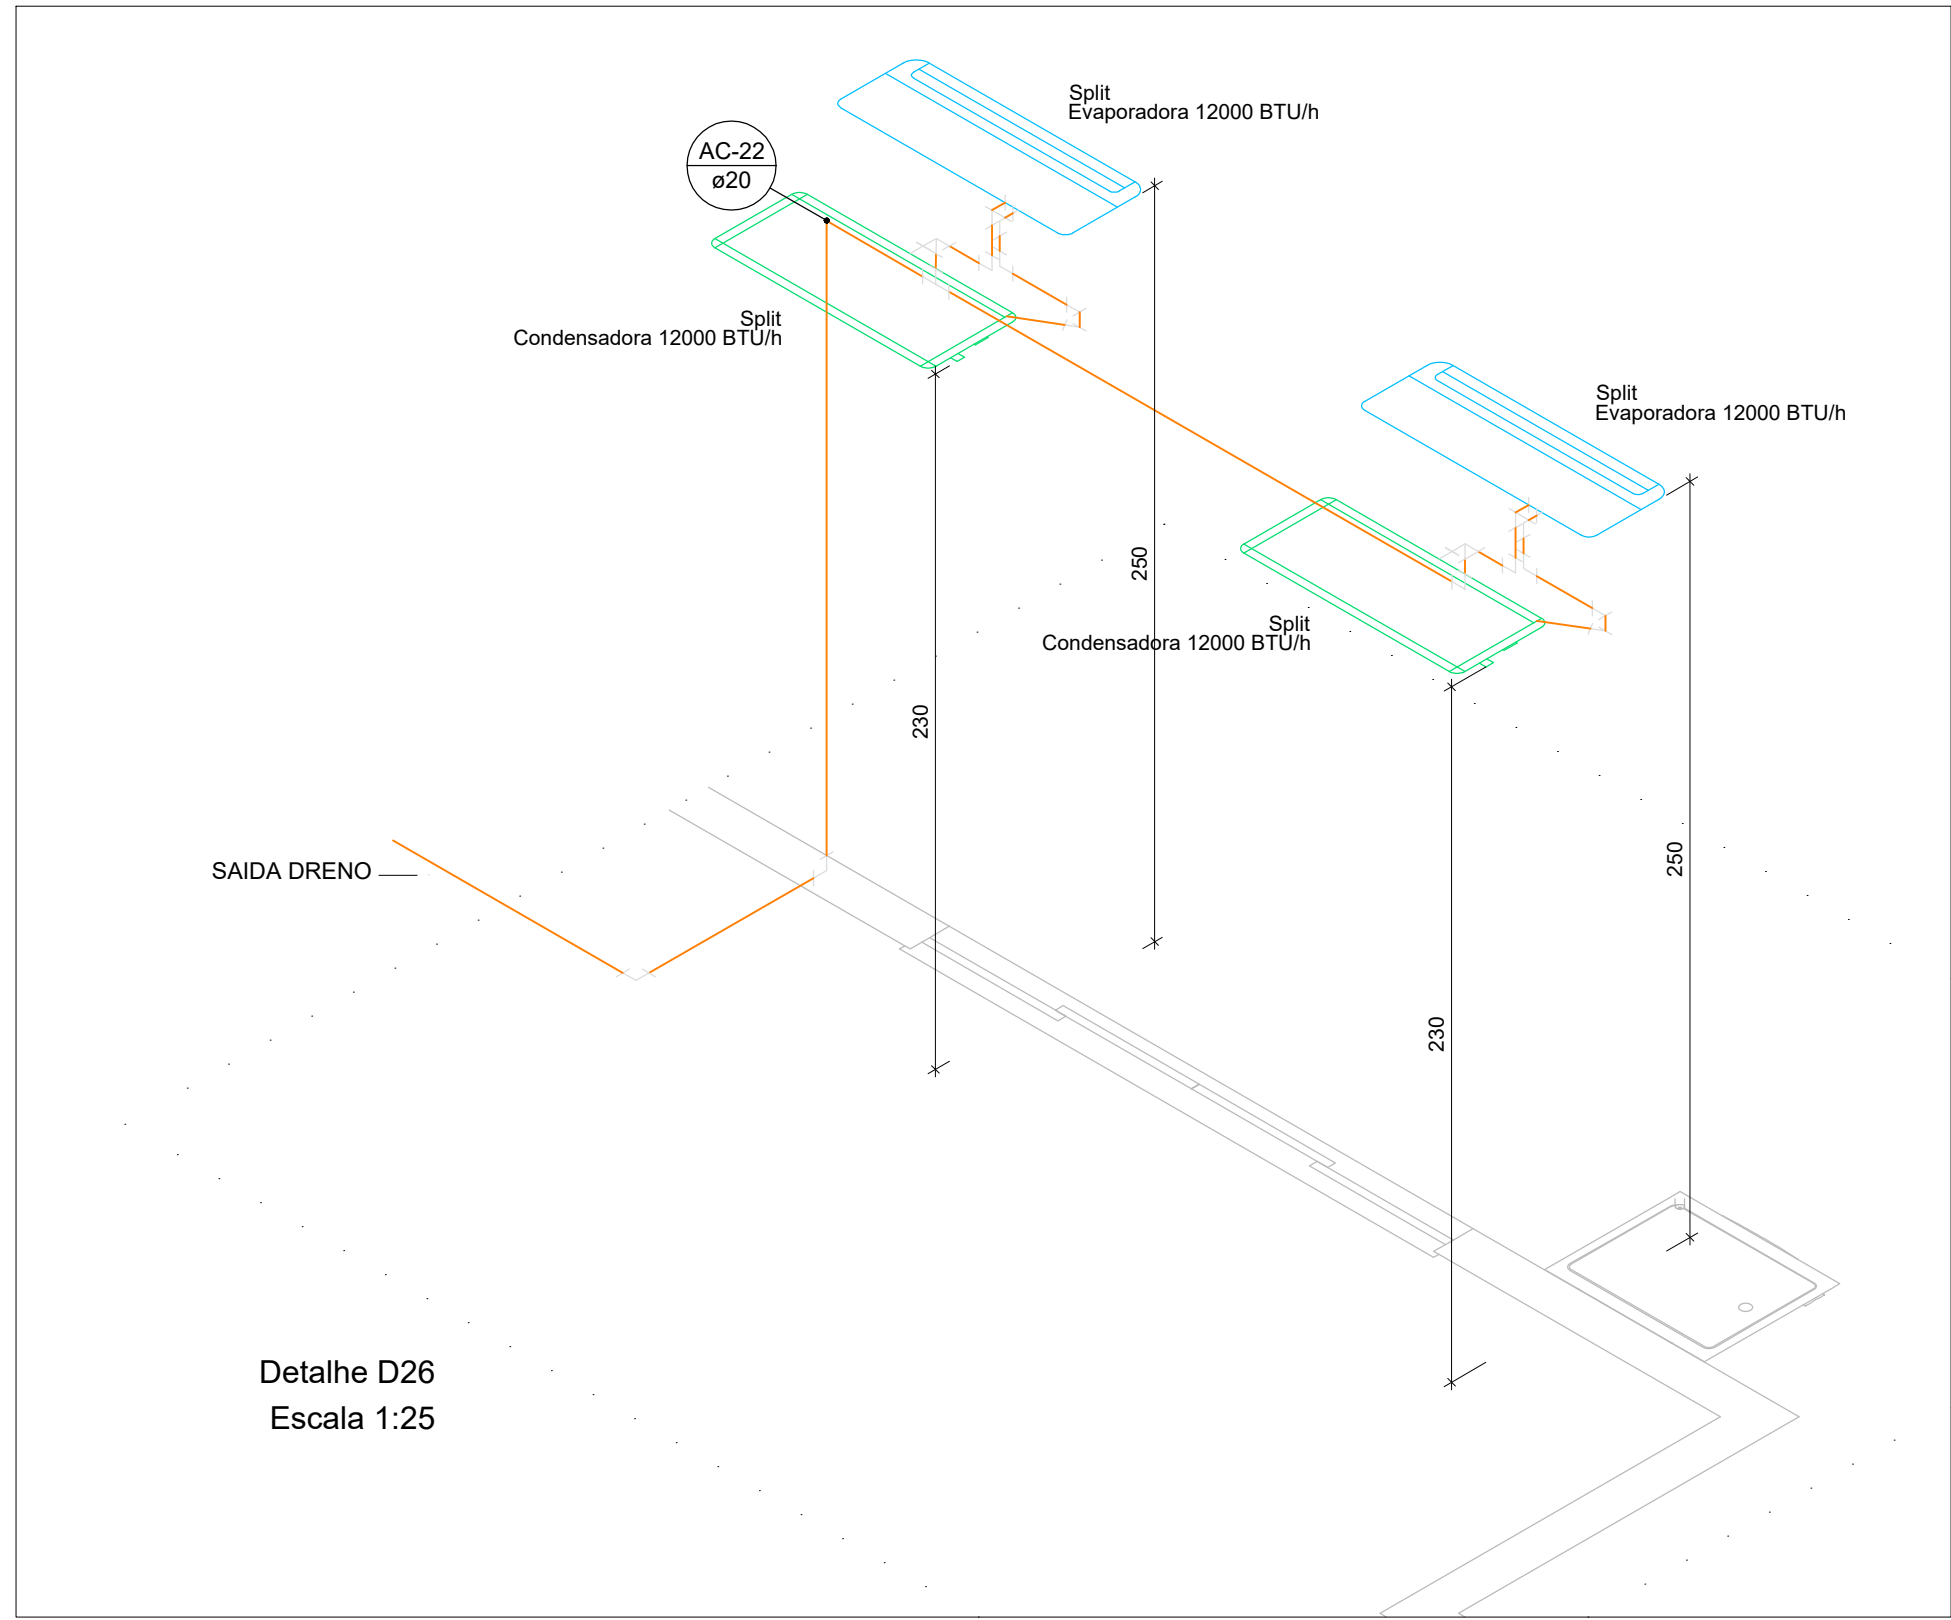 Split
Evaporadora 12000 BTU/h
AC-22
ø20
Split
Condensadora 12000 BTU/h
Split
Evaporadora 12000 BTU/h
250
Split
Condensadora 12000 BTU/h
230
250
SAIDA DRENO
230
Detalhe D26
Escala 1:25